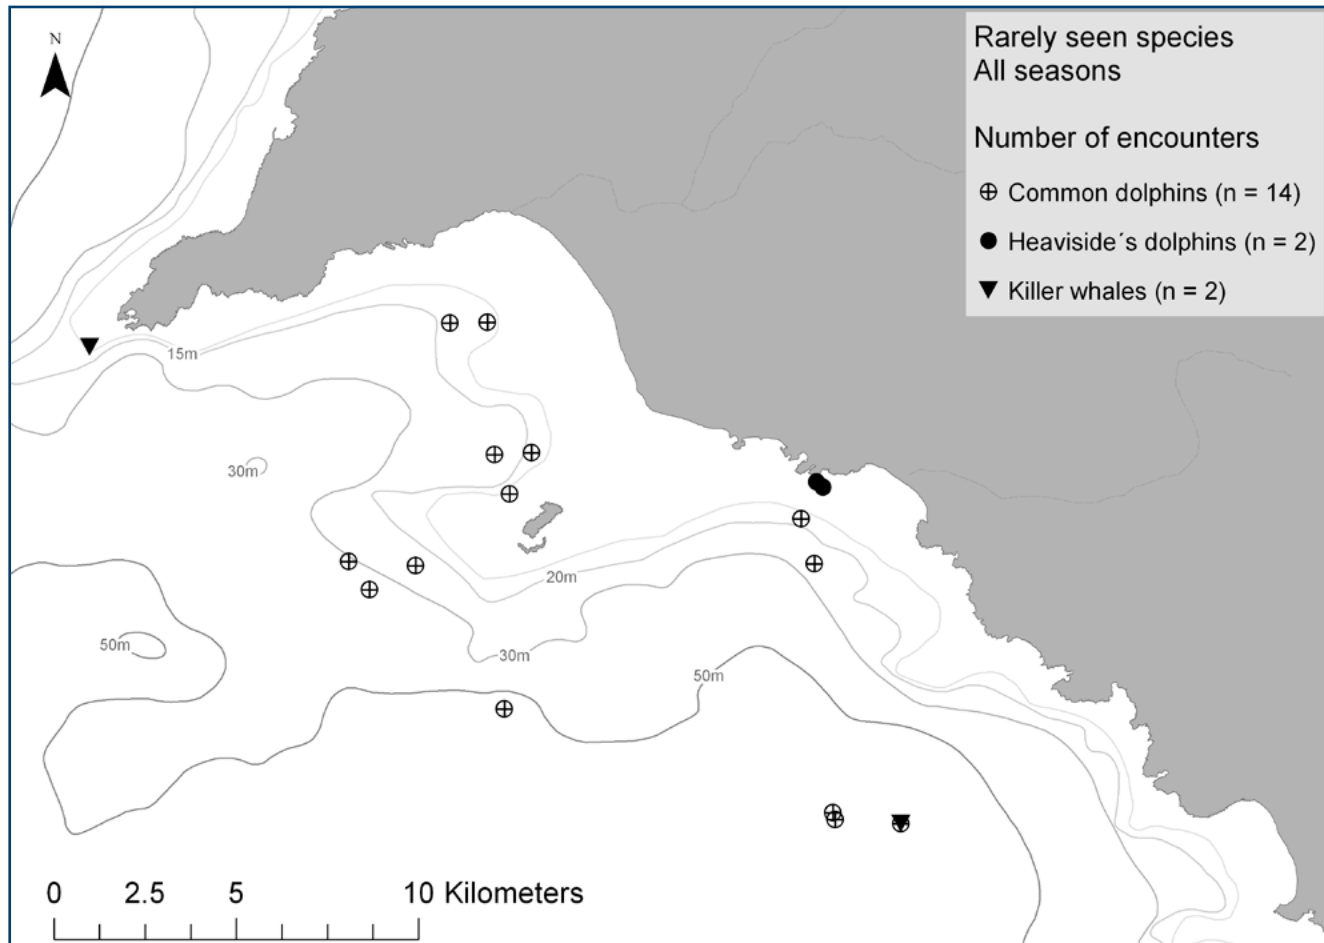 N
Rarely seen species
All seasons
Number of encounters
Common dolphins (n = 14)
Heaviside´s dolphins (n = 2)
Killer whales (n = 2)
15m
30m
20m
50m
30m
50m
0 2.5 5 10 Kilometers